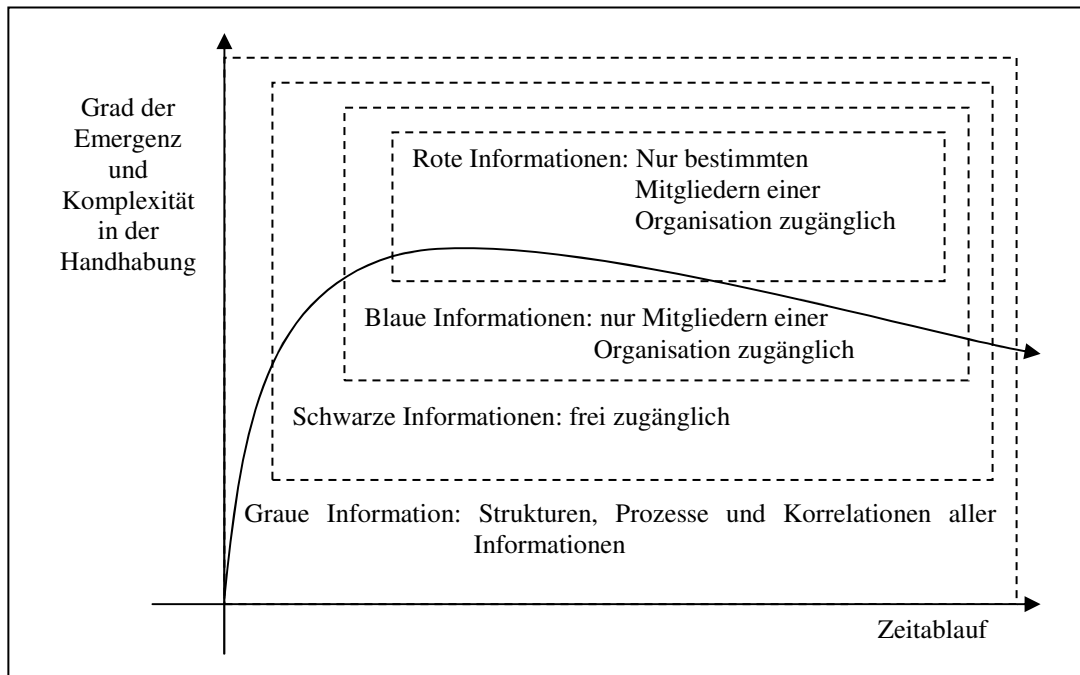 Grad der
Emergenz
und
Komplexität
in der
Handhabung
Rote Informationen: Nur bestimmten
Mitgliedern einer
Organisation zugänglich
Blaue Informationen: nur Mitgliedern einer
Organisation zugänglich
Schwarze Informationen: frei zugänglich
Graue Information: Strukturen, Prozesse und Korrelationen aller
Informationen
Zeitablauf